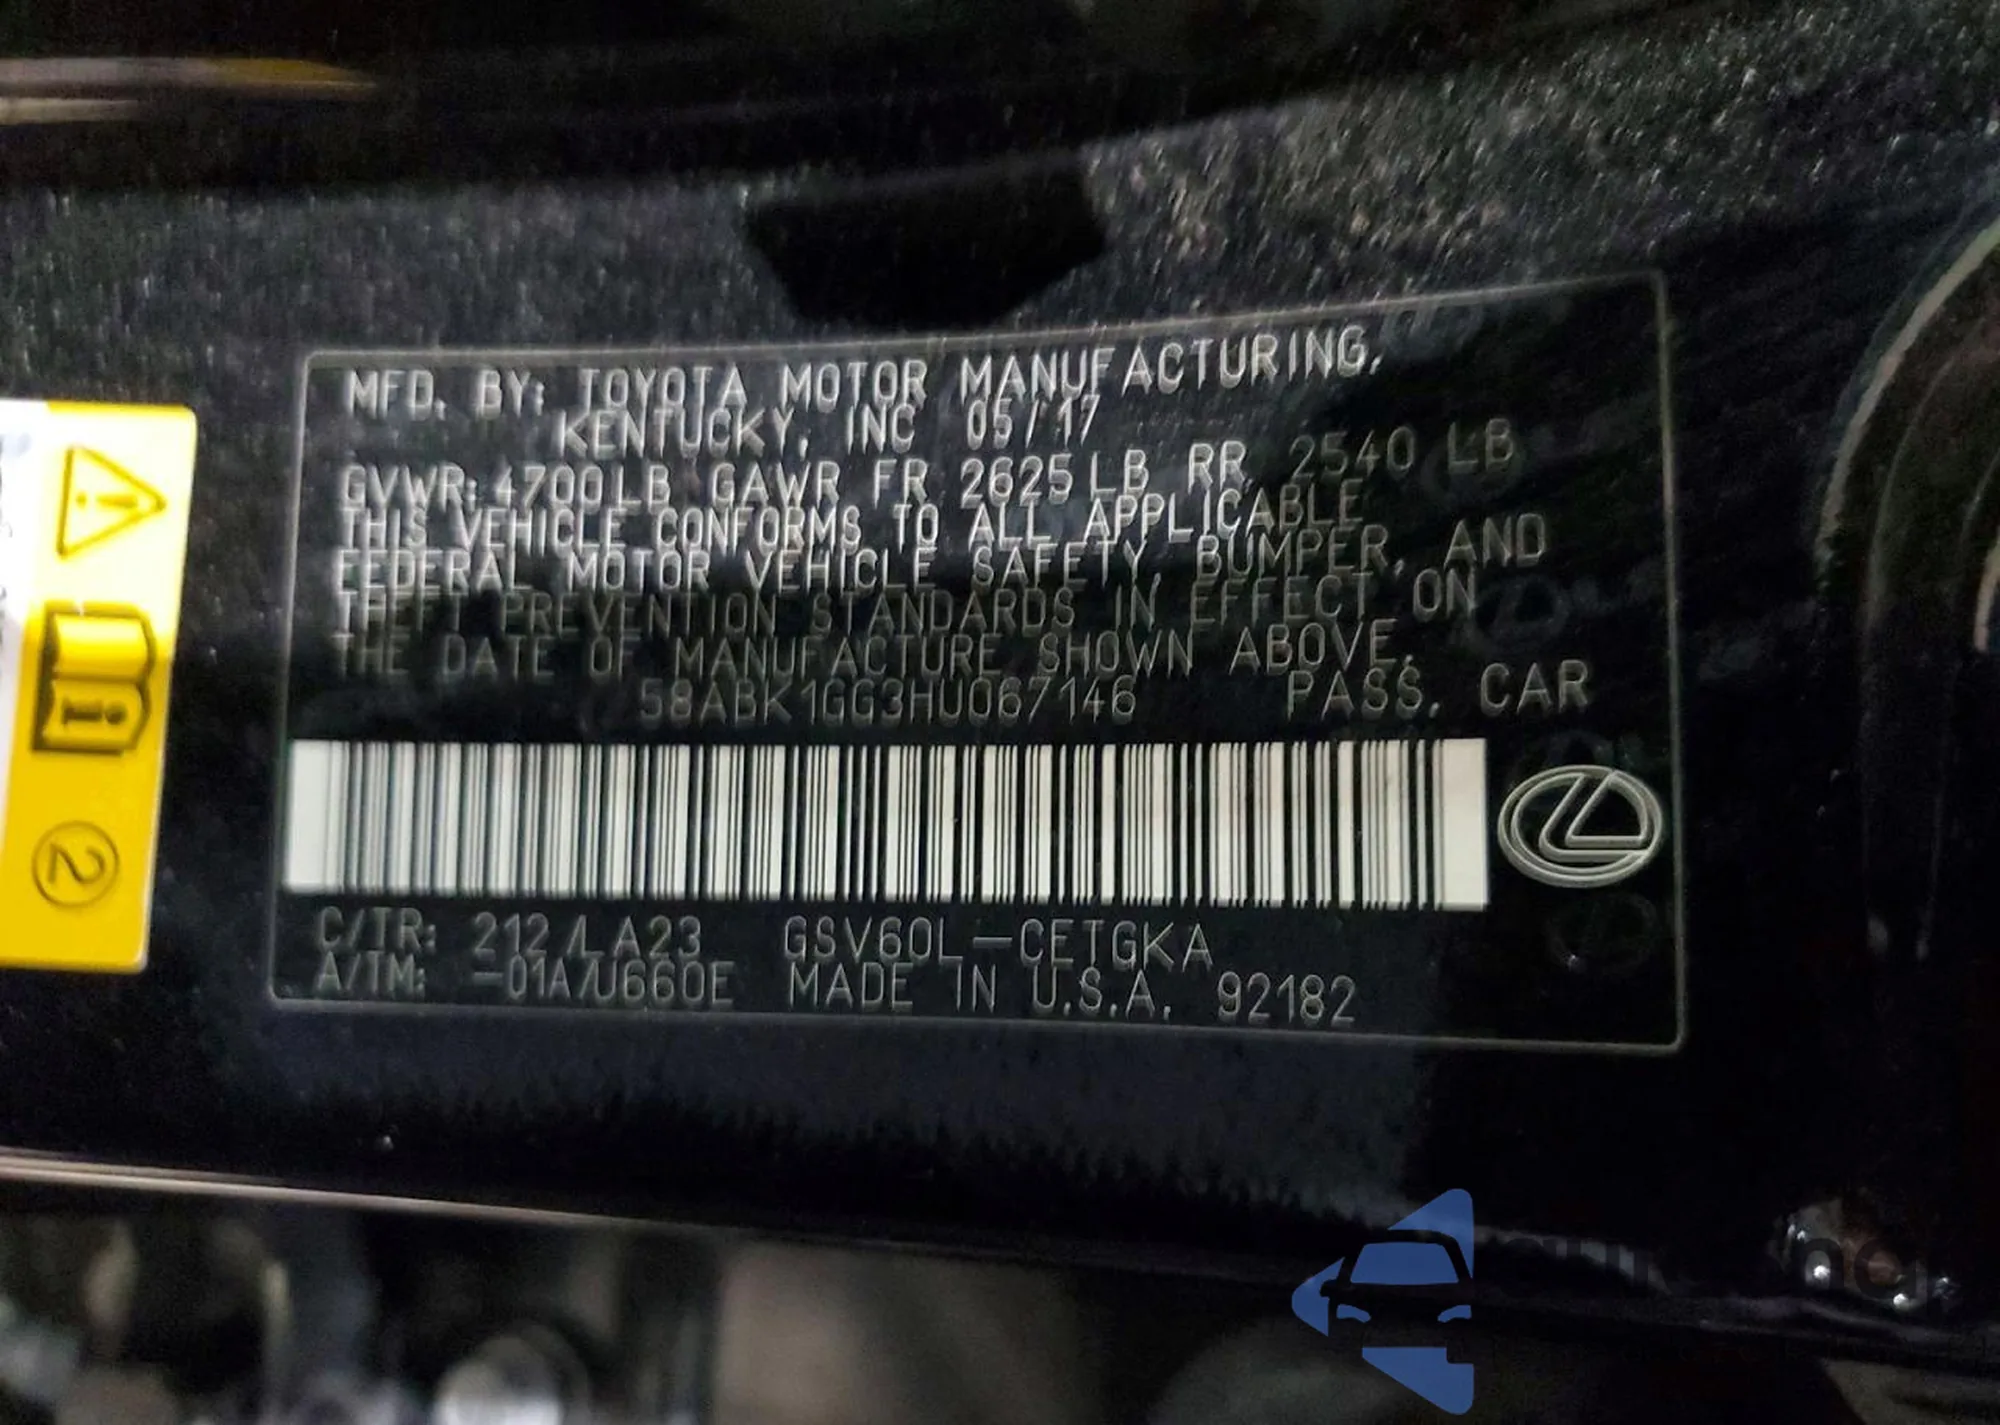 MFD. BY: TOYOTA MOTOR MANUFACTURING,
KENTUCKY, INC 05/17
GVWR: 4700LB GAWR FR 2625LB RR 2540 LB
THIS VEHICLE CONFORMS TO ALL APPLICABLE
FEDERAL MOTOR VEHICLE SAFETY, BUMPER, AND
THEFT PREVENTION STANDARDS IN EFFECT ON
THE DATE OF MANUFACTURE SHOWN ABOVE.
58ABK1GG3HU067146 PASS. CAR
C/TR: 212/LA23 GSV60L-CETGKA
A/TM: -01A/U660E MADE IN U.S.A. 92182
2